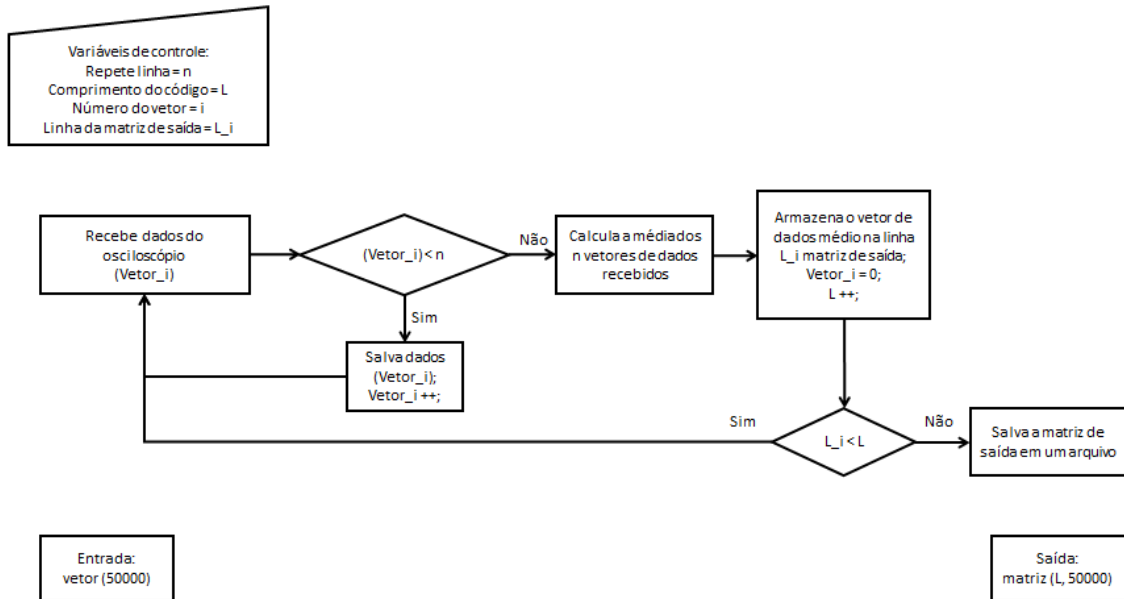 Variáveis de controle:
Repete linha = n
Comprimento do código = L
Número do vetor = i
Linha da matriz de saída = L_i
Recebe dados do
osciloscópio
(Vetor_i)
(Vetor_i) < n
Não
Calcula a média dos
n vetores de dados
recebidos
Armazena o vetor de
dados médio na linha
L_i matriz de saída;
Vetor_i = 0;
L ++;
Sim
Salva dados
(Vetor_i);
Vetor_i ++;
Sim
L_i < L
Não
Salva a matriz de
saída em um arquivo
Entrada:
vetor (50000)
Saída:
matriz (L, 50000)